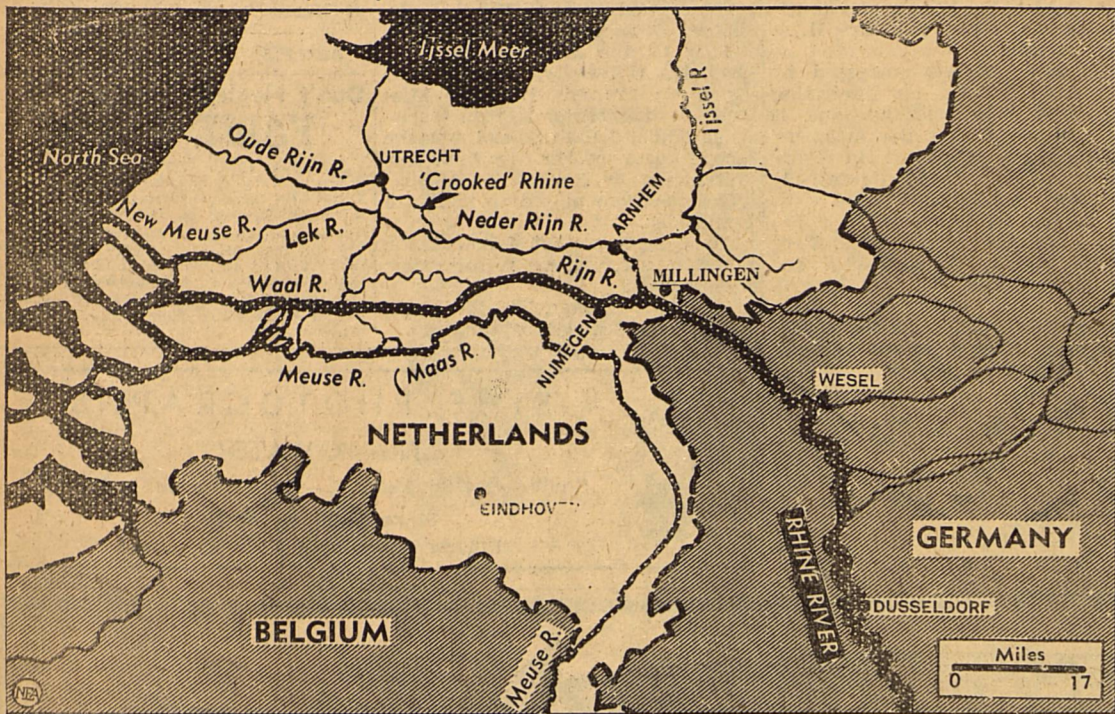 Ijssel Meer
North Sea
Oude Rijn R.
UTRECHT
'Crooked' Rhine
Ijssel R
New Meuse R.
Lek R.
Neder Rijn R.
ARNHEM
Waal R.
Rijn R.
MILLINGEN
Meuse R.
(Maas R.)
NIJMEGEN
WESEL
NETHERLANDS
RHINE RIVER
GERMANY
DUSSELDORF
BELGIUM
Meuse R.
Miles
0 17
NEA